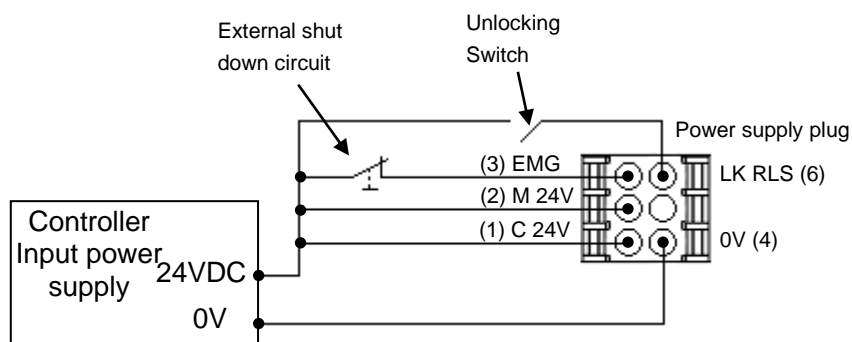 External shut
down circuit
Unlocking
Switch
Power supply plug
(3) EMG
LK RLS (6)
(2) M 24V
(1) C 24V
0V (4)
Controller
Input power
supply
24VDC
0V